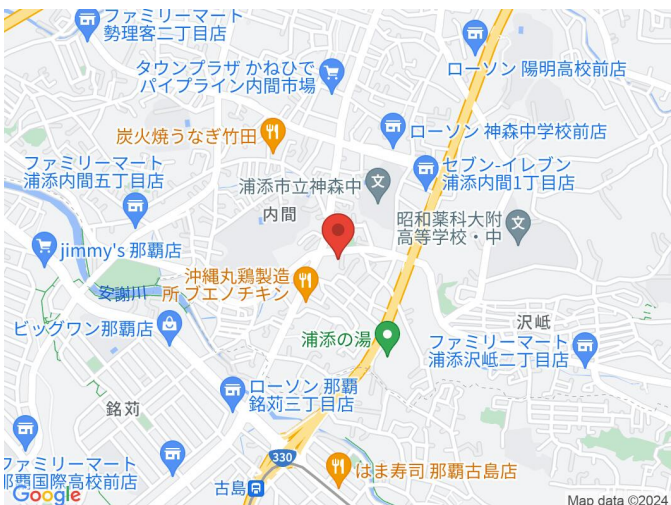 ファミリーマート
勢理客二丁目店
ローソン 陽明高校前店
タウンプラザ かねひで
パイプライン内間市場
炭火焼うなぎ竹田
ローソン 神森中学校前店
ファミリーマート
浦添内間五丁目店
セブン-イレブン
浦添内間1丁目店
浦添市立神森中
文
内間
昭和薬科大附
高等学校・中
文
jimmy's 那覇店
沖縄丸鶏製造
所 ブエノチキン
安謝川
ビッグワン那覇店
浦添の湯
沢岻
ファミリーマート
浦添沢岻二丁目店
ローソン 那覇
銘苅三丁目店
銘苅
330
ファミリーマート
那覇国際高校前店
古島
はま寿司 那覇古島店
Google
Map data ©2024